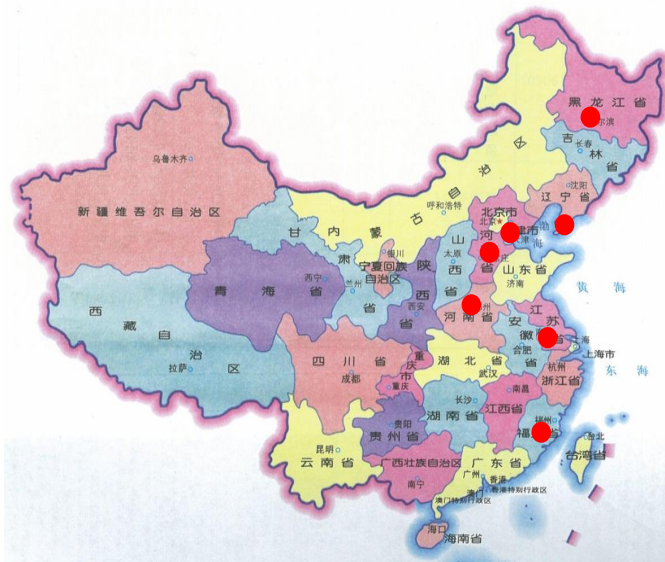 黑龙江省
尔滨
吉林省
长春
沈阳
辽宁省
内蒙古自治区
呼和浩特
乌鲁木齐
新疆维吾尔自治区
北京市
北京
津市
津
渤海
河省
庄
山西省
太原
山东省
济南
黄海
甘肃省
兰州
银川
宁夏回族
自治区
青海省
西宁
陕西省
西安
河南省
州
江苏
安徽省
合肥
海
上海市
东海
西藏自治区
拉萨
四川省
成都
重庆市
重庆
湖北省
武汉
杭州
浙江省
湖南省
长沙
江西省
南昌
福省
福州
贵州省
贵阳
云南省
昆明
广西壮族自治区
南宁
广东省
广州
香港
香港特别行政区
澳门
澳门特别行政区
台北
台湾省
海口
海南省